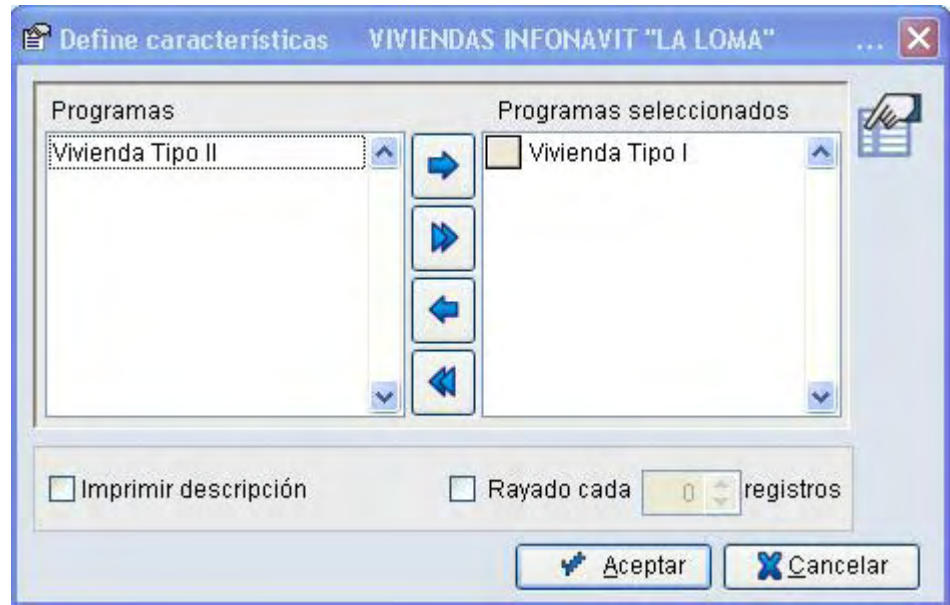 Define características VIVIENDAS INFONAVIT "LA LOMA" ...
Programas
Programas seleccionados
Vivienda Tipo II
Vivienda Tipo I
Imprimir descripción
Rayado cada 0 registros
Aceptar
Cancelar